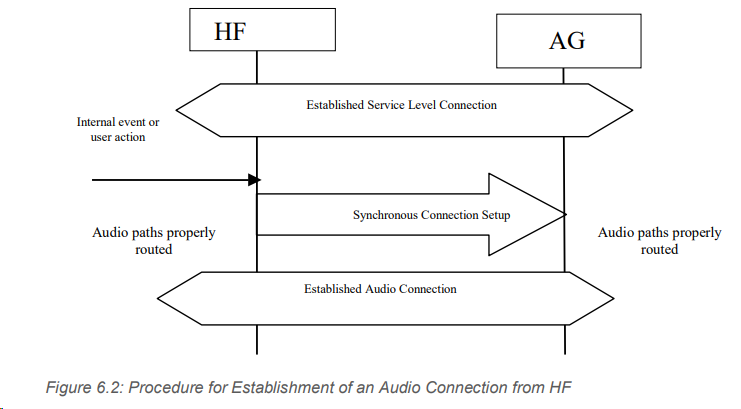 HF
AG
Established Service Level Connection
Internal event or
user action
Synchronous Connection Setup
Audio paths properly
routed
Audio paths properly
routed
Established Audio Connection
Figure 6.2: Procedure for Establishment of an Audio Connection from HF